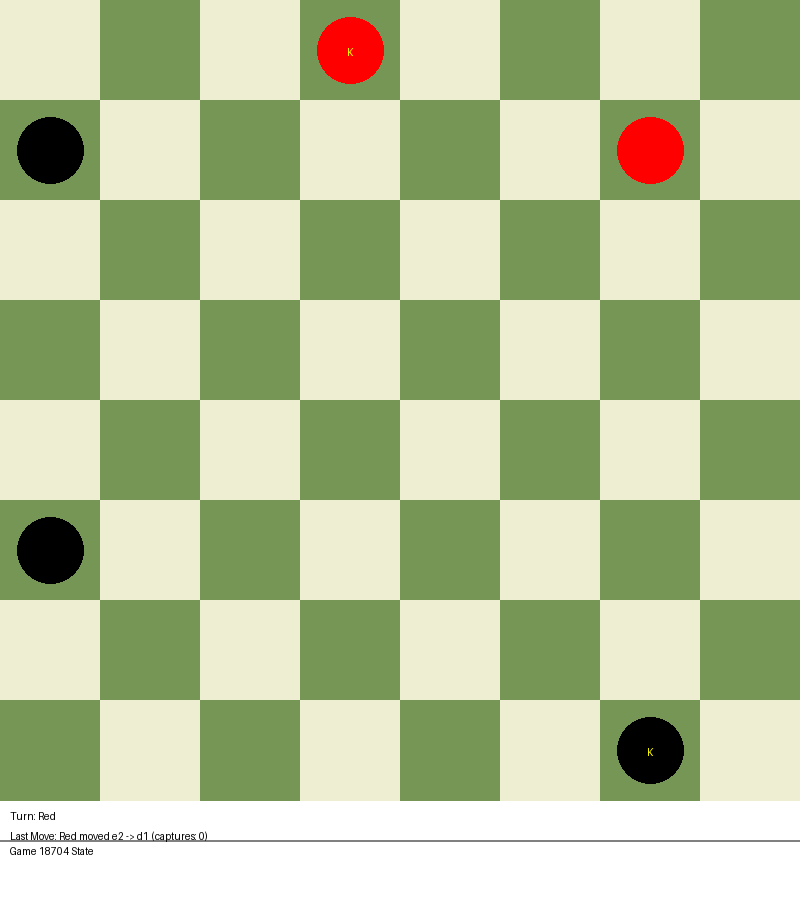 K
K
Turn: Red
Last Move: Red moved e2 -> d1 (captures: 0)
Game 18704 State